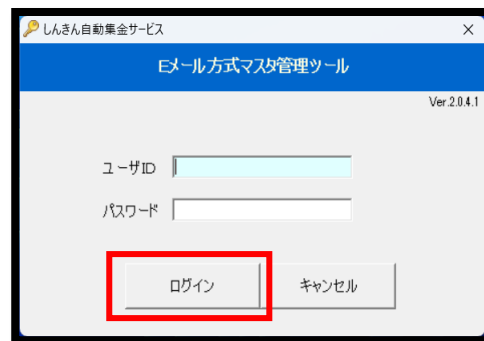 しんきん自動集金サービス
Eメール方式マスタ管理ツール
Ver.2.0.4.1
ユーザID
パスワード
ログイン
キャンセル